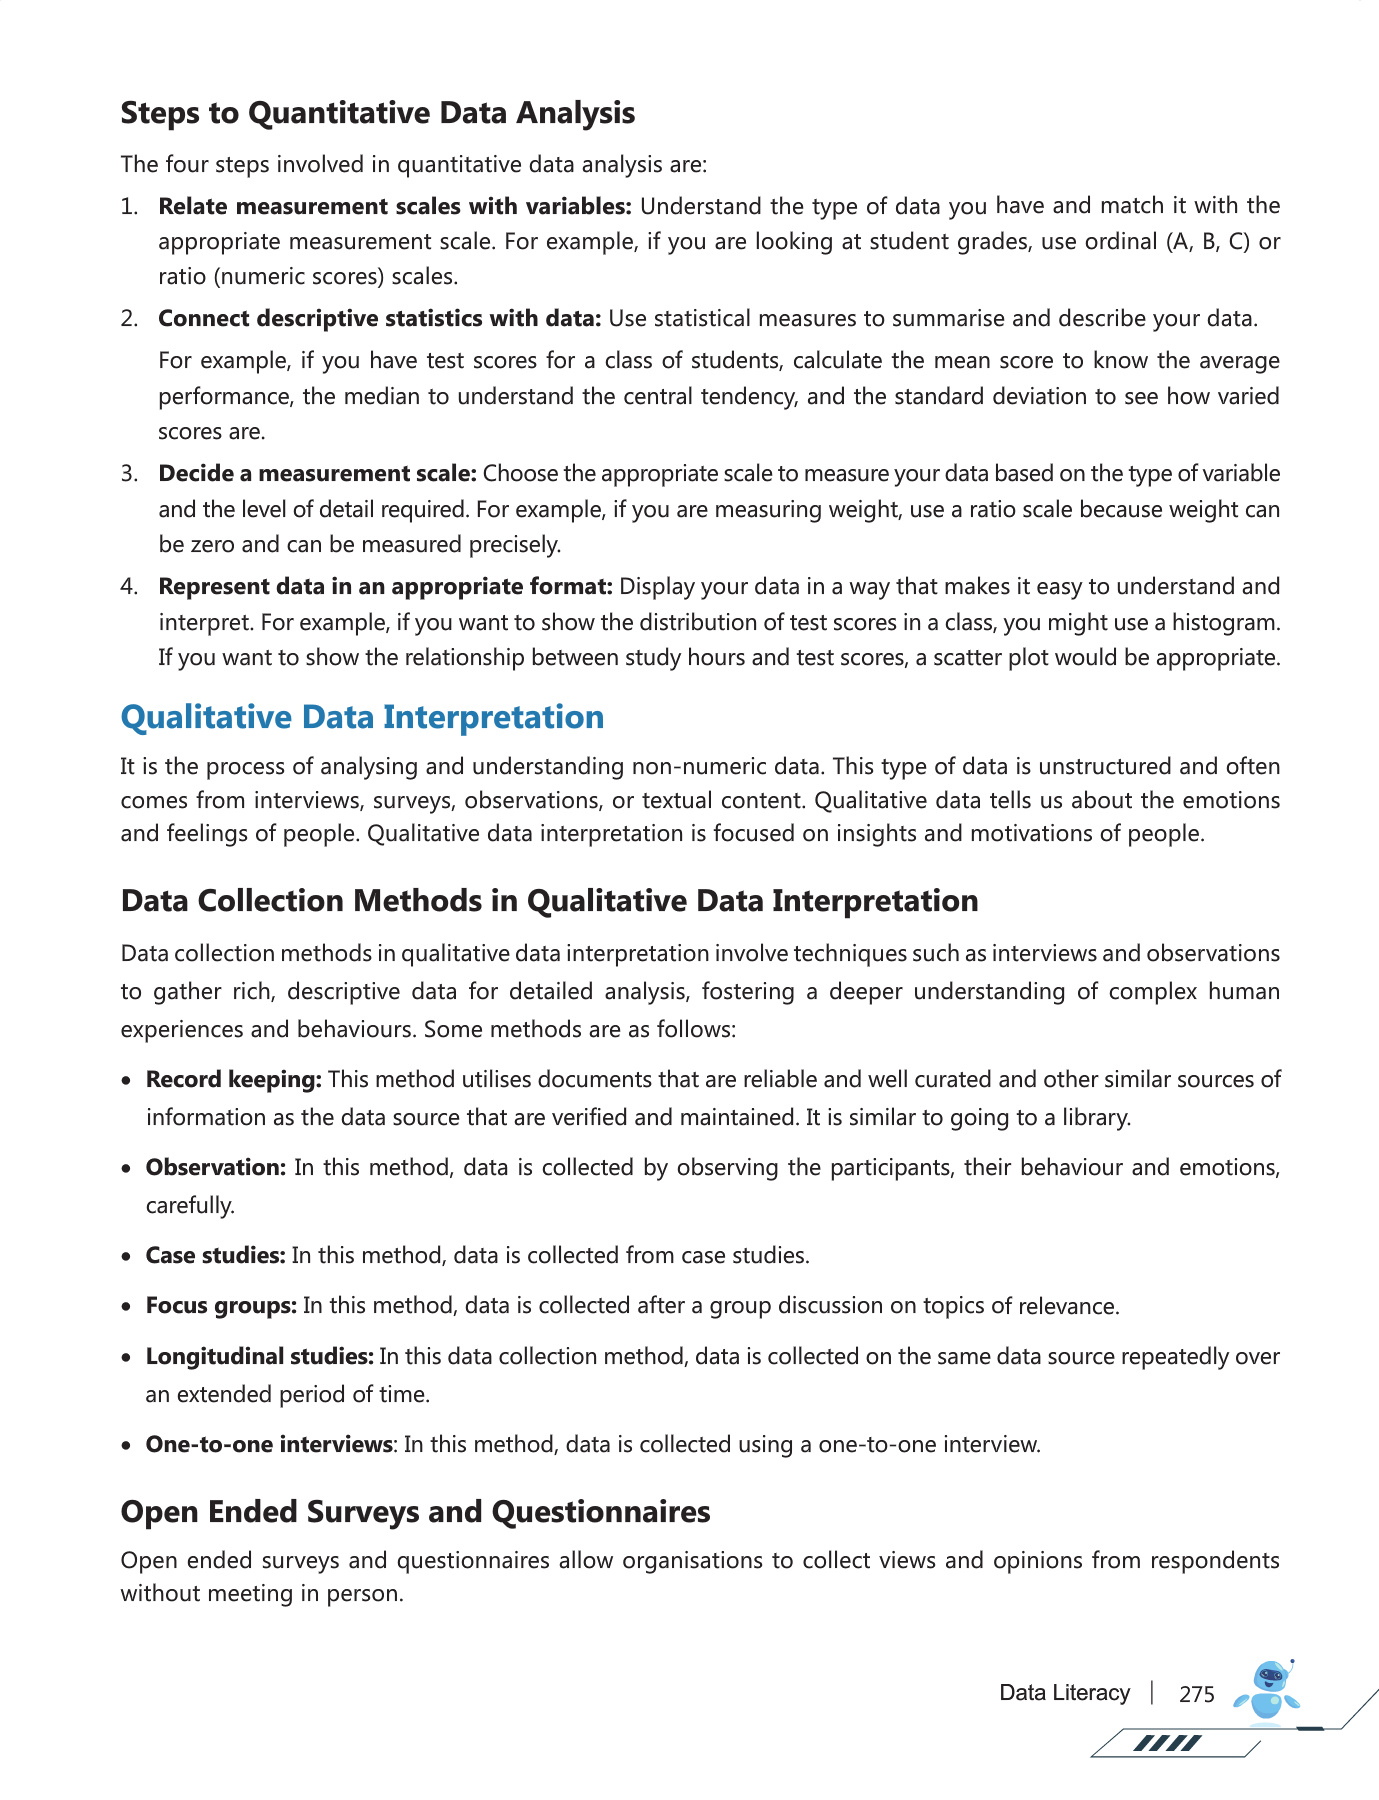 Steps to Quantitative Data Analysis
The four steps involved in quantitative data analysis are:
1. Relate measurement scales with variables: Understand the type of data you have and match it with the
appropriate measurement scale. For example, if you are looking at student grades, use ordinal (A, B, C) or
ratio (numeric scores) scales.
2. Connect descriptive statistics with data: Use statistical measures to summarise and describe your data.
For example, if you have test scores for a class of students, calculate the mean score to know the average
performance, the median to understand the central tendency, and the standard deviation to see how varied
scores are.
3. Decide a measurement scale: Choose the appropriate scale to measure your data based on the type of variable
and the level of detail required. For example, if you are measuring weight, use a ratio scale because weight can
be zero and can be measured precisely.
4. Represent data in an appropriate format: Display your data in a way that makes it easy to understand and
interpret. For example, if you want to show the distribution of test scores in a class, you might use a histogram.
If you want to show the relationship between study hours and test scores, a scatter plot would be appropriate.
Qualitative Data Interpretation
It is the process of analysing and understanding non-numeric data. This type of data is unstructured and often
comes from interviews, surveys, observations, or textual content. Qualitative data tells us about the emotions
and feelings of people. Qualitative data interpretation is focused on insights and motivations of people.
Data Collection Methods in Qualitative Data Interpretation
Data collection methods in qualitative data interpretation involve techniques such as interviews and observations
to gather rich, descriptive data for detailed analysis, fostering a deeper understanding of complex human
experiences and behaviours. Some methods are as follows:
• Record keeping: This method utilises documents that are reliable and well curated and other similar sources of
information as the data source that are verified and maintained. It is similar to going to a library.
• Observation: In this method, data is collected by observing the participants, their behaviour and emotions,
carefully.
• Case studies: In this method, data is collected from case studies.
• Focus groups: In this method, data is collected after a group discussion on topics of relevance.
• Longitudinal studies: In this data collection method, data is collected on the same data source repeatedly over
an extended period of time.
• One-to-one interviews: In this method, data is collected using a one-to-one interview.
Open Ended Surveys and Questionnaires
Open ended surveys and questionnaires allow organisations to collect views and opinions from respondents
without meeting in person.
Data Literacy | 275